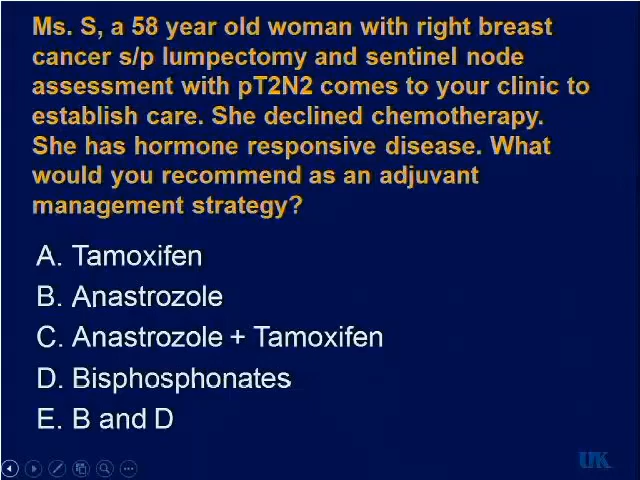 Ms. S, a 58 year old woman with right breast
cancer s/p lumpectomy and sentinel node
assessment with pT2N2 comes to your clinic to
establish care. She declined chemotherapy.
She has hormone responsive disease. What
would you recommend as an adjuvant
management strategy?
A. Tamoxifen
B. Anastrozole
C. Anastrozole + Tamoxifen
D. Bisphosphonates
E. B and D
UK